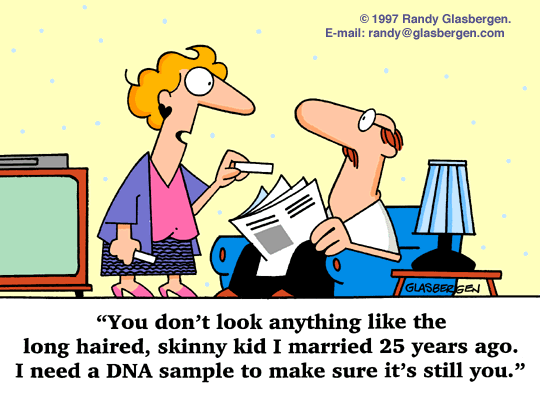 © 1997 Randy Glasbergen.
E-mail: randy@glasbergen.com
GLASBERGEN
“You don’t look anything like the
long haired, skinny kid I married 25 years ago.
I need a DNA sample to make sure it’s still you.”